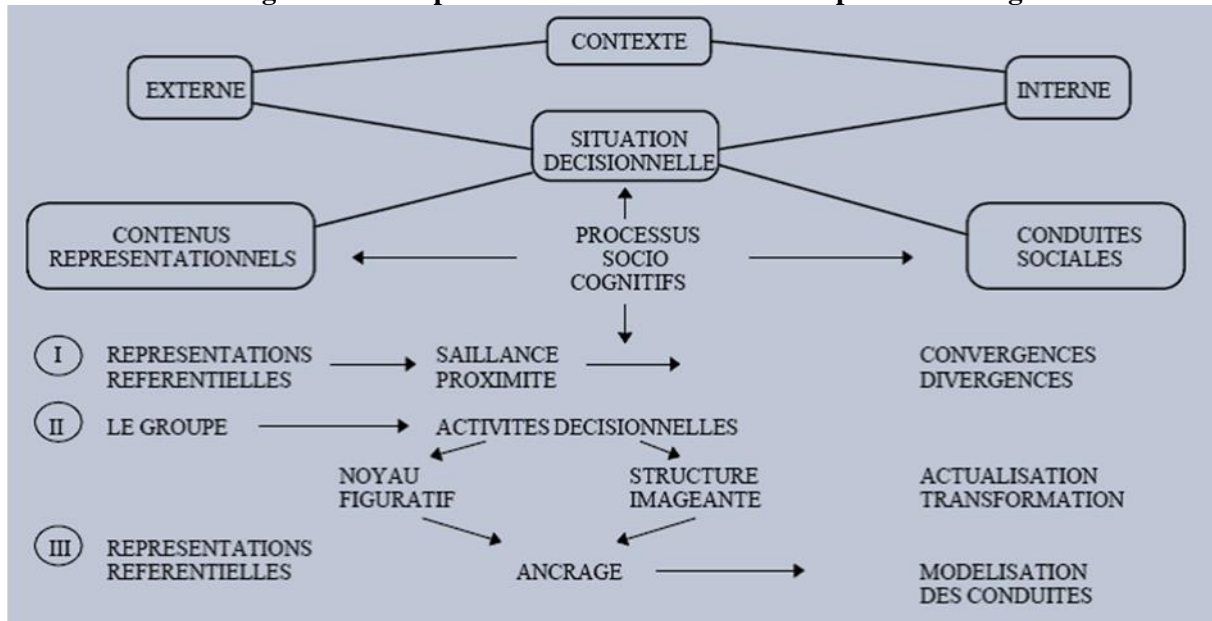 CONTEXTE
EXTERNE
INTERNE
SITUATION
DECISIONNELLE
CONTENUS
REPRESENTATIONNELS
PROCESSUS
SOCIO
COGNITIFS
CONDUITES
SOCIALES
I
REPRESENTATIONS
REFERENTIELLES
SAILLANCE
PROXIMITE
CONVERGENCES
DIVERGENCES
II
LE GROUPE
ACTIVITES DECISIONNELLES
NOYAU
FIGURATIF
STRUCTURE
IMAGEANTE
ACTUALISATION
TRANSFORMATION
III
REPRESENTATIONS
REFERENTIELLES
ANCRAGE
MODELISATION
DES CONDUITES